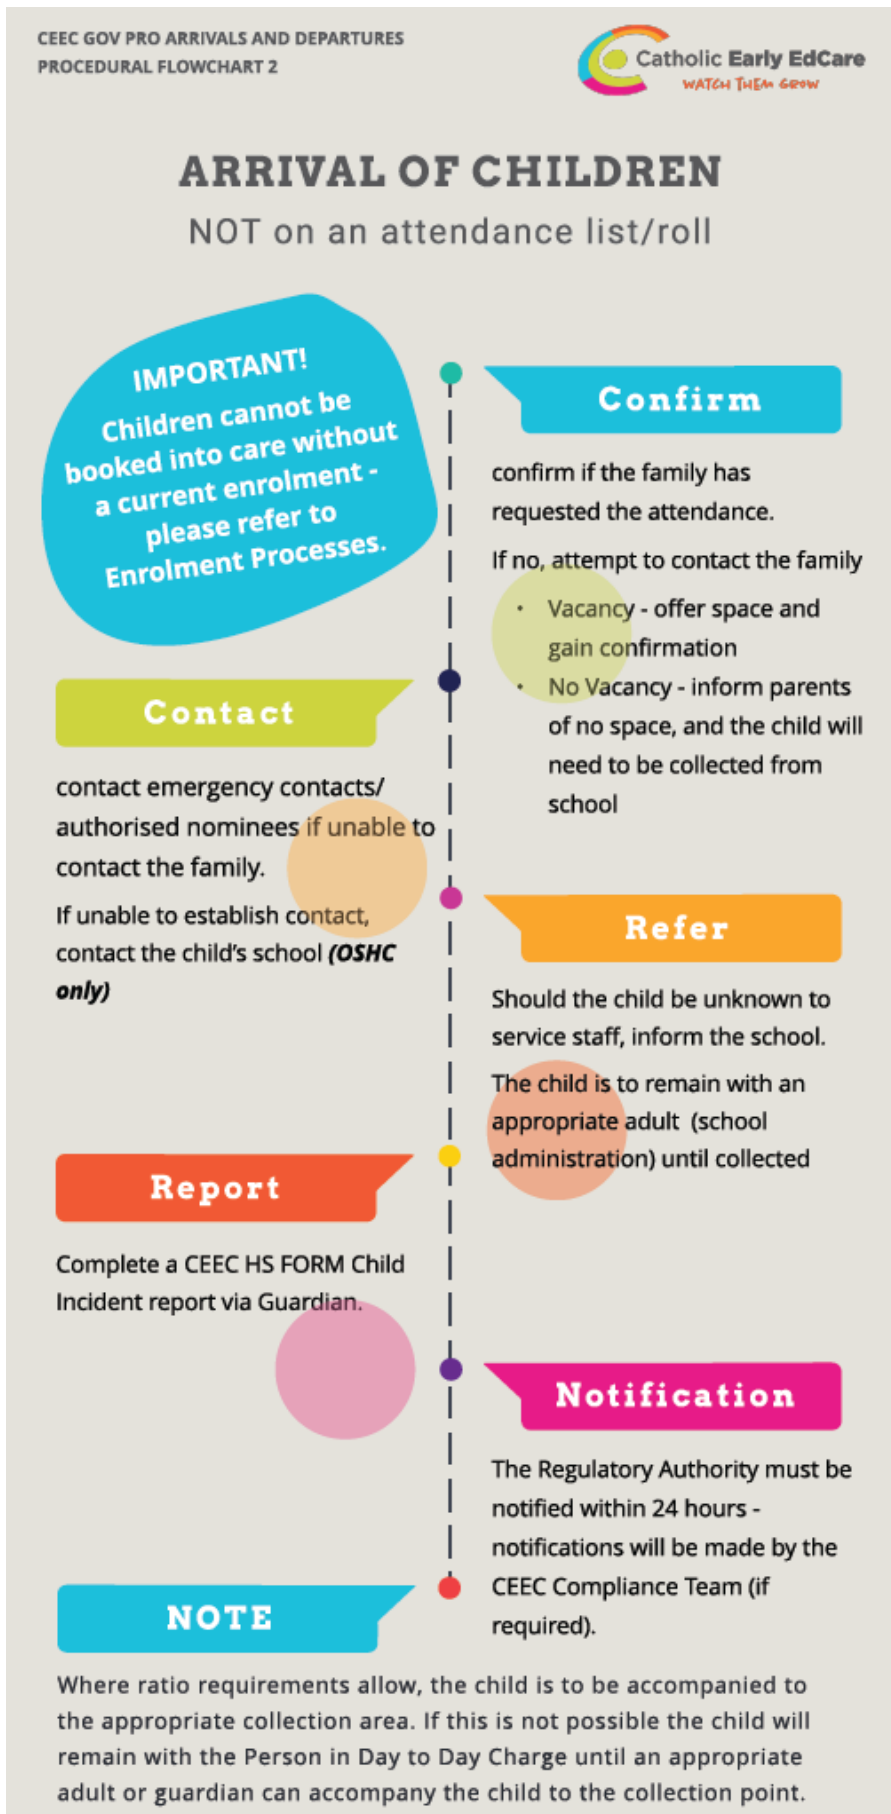 CEEC GOV PRO ARRIVALS AND DEPARTURES
PROCEDURAL FLOWCHART 2
Catholic Early EdCare
WATCH THEM GROW
ARRIVAL OF CHILDREN
NOT on an attendance list/roll
IMPORTANT!
Children cannot be
booked into care without
a current enrolment -
please refer to
Enrolment Processes.
Confirm
confirm if the family has
requested the attendance.
If no, attempt to contact the family
• Vacancy - offer space and
gain confirmation
• No Vacancy - inform parents
of no space, and the child will
need to be collected from
school
Contact
contact emergency contacts/
authorised nominees if unable to
contact the family.
If unable to establish contact,
contact the child's school (OSHC
only)
Refer
Should the child be unknown to
service staff, inform the school.
The child is to remain with an
appropriate adult (school
administration) until collected
Report
Complete a CEEC HS FORM Child
Incident report via Guardian.
Notification
The Regulatory Authority must be
notified within 24 hours -
notifications will be made by the
CEEC Compliance Team (if
required).
NOTE
Where ratio requirements allow, the child is to be accompanied to
the appropriate collection area. If this is not possible the child will
remain with the Person in Day to Day Charge until an appropriate
adult or guardian can accompany the child to the collection point.